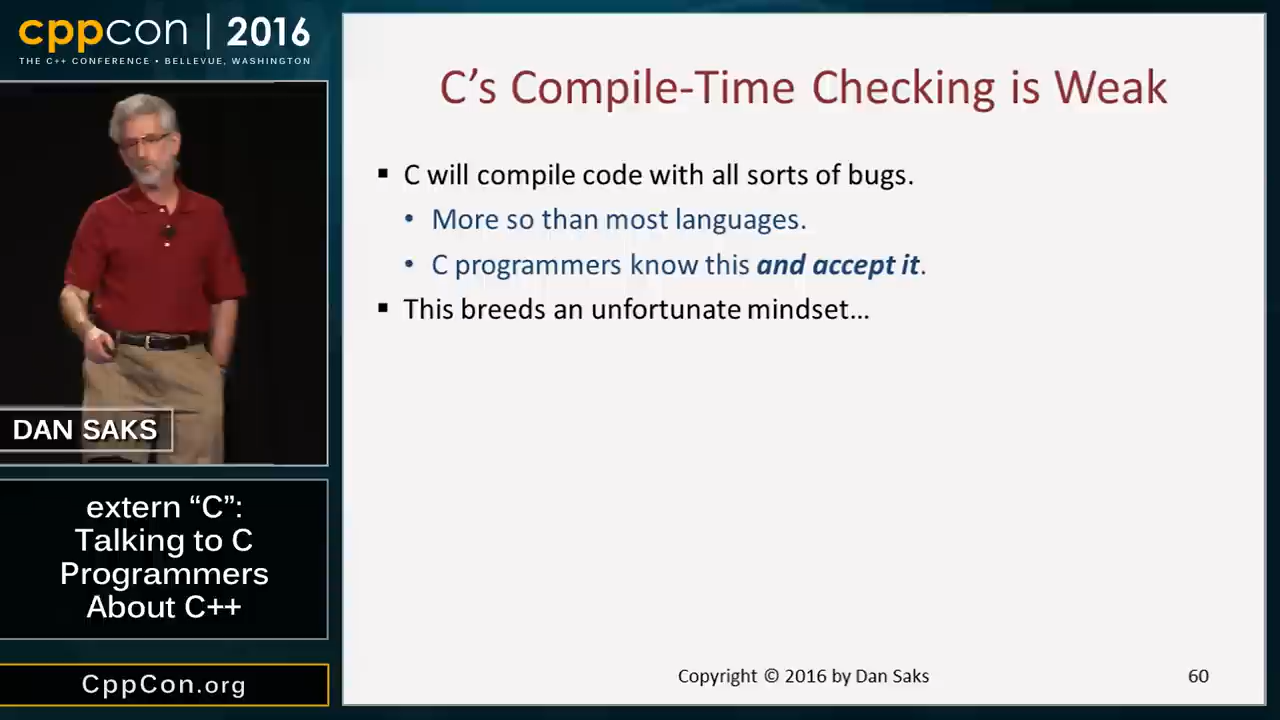 cppcon | 2016
THE C++ CONFERENCE • BELLEVUE, WASHINGTON
DAN SAKS
extern “C”:
Talking to C
Programmers
About C++
CppCon.org
C’s Compile-Time Checking is Weak
▪ C will compile code with all sorts of bugs.
• More so than most languages.
• C programmers know this and accept it.
▪ This breeds an unfortunate mindset…
Copyright © 2016 by Dan Saks
60